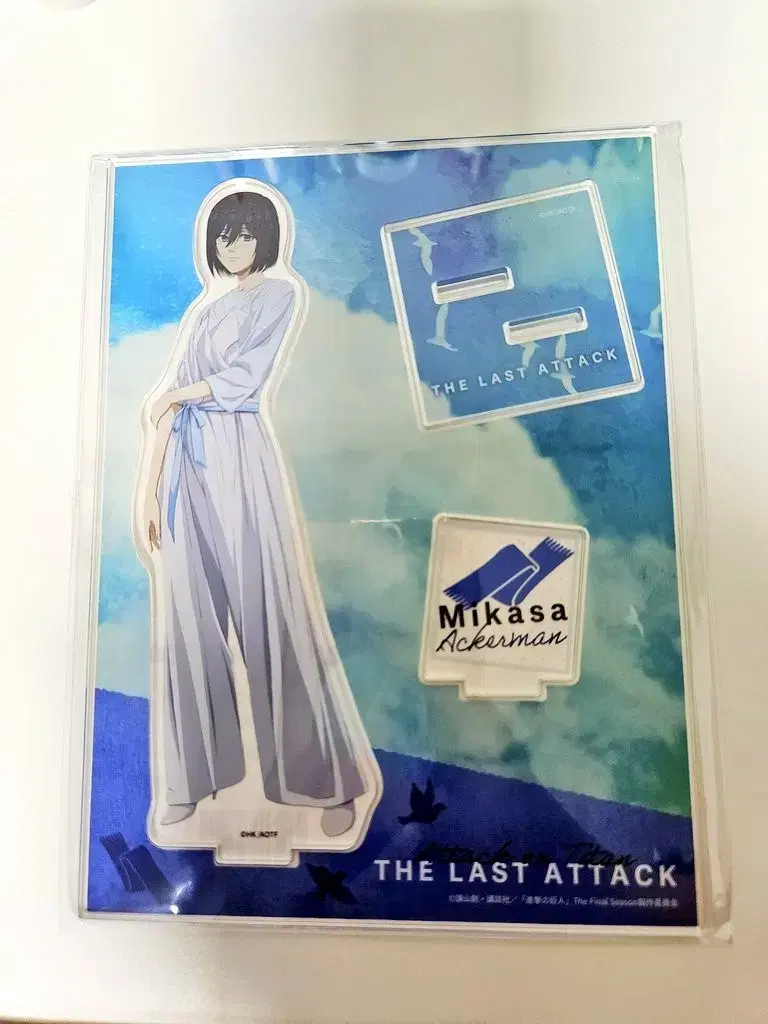 ©HK/AOTF
THE LAST ATTACK
Mikasa
Ackerman
©HK/AOTF
Attack on Titan
THE LAST ATTACK
©諫山創・講談社／「進撃の巨人」The Final Season製作委員会